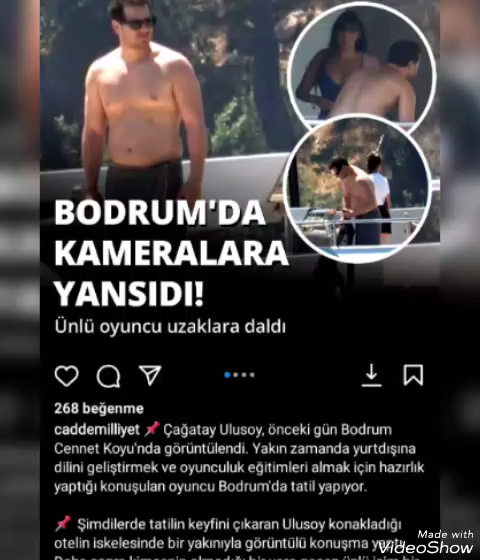 BODRUM'DA
KAMERALARA
YANSIDI!
Ünlü oyuncu uzaklara daldı
268 beğenme
caddemilliyet 📌 Çağatay Ulusoy, önceki gün Bodrum
Cennet Koyu'nda görüntülendi. Yakın zamanda yurtdışına
dilini geliştirmek ve oyunculuk eğitimleri almak için hazırlık
yaptığı konuşulan oyuncu Bodrum'da tatil yapıyor.
📌 Şimdilerde tatilin keyfini çıkaran Ulusoy konakladığı
otelin iskelesinde bir yakınıyla görüntülü konuşma yaptı.
Made with
VideoShow